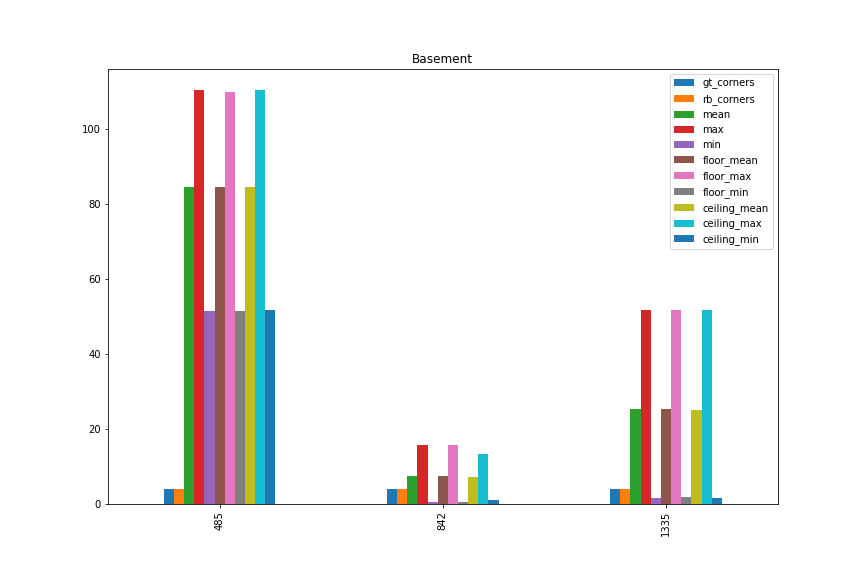 Basement
gt_corners
rb_corners
mean
max
min
floor_mean
floor_max
floor_min
ceiling_mean
ceiling_max
ceiling_min
100
80
60
40
20
0
485
842
1335